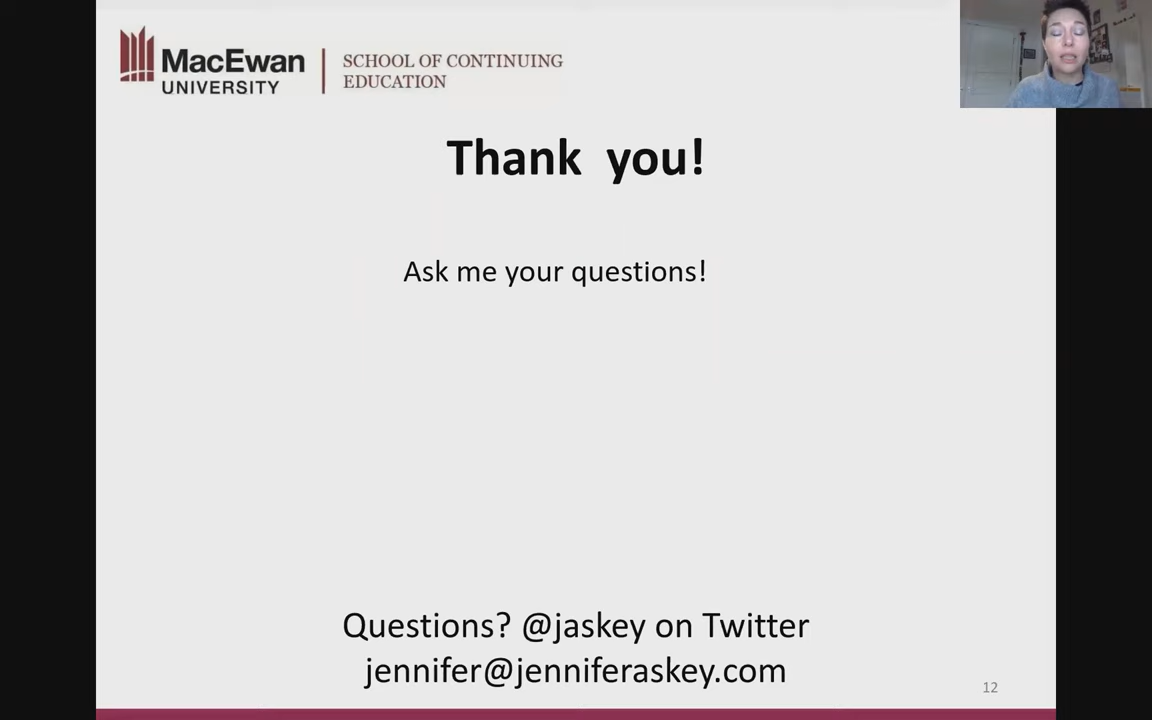 MacEwan
UNIVERSITY
SCHOOL OF CONTINUING
EDUCATION
Thank you!
Ask me your questions!
Questions? @jaskey on Twitter
jennifer@jenniferaskey.com
12